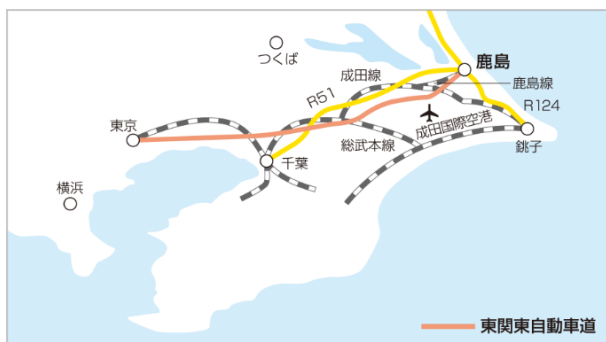 つくば
鹿島
成田線
鹿島線
R51
R124
東京
成田国際空港
銚子
総武本線
千葉
横浜
東関東自動車道